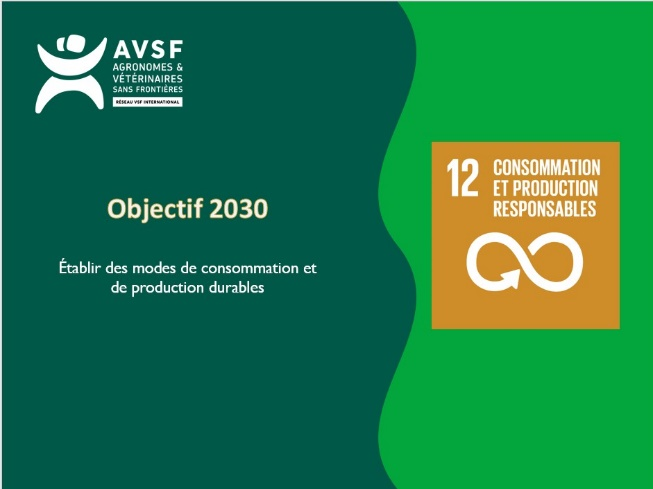 AVSF
AGRONOMES &
VÉTÉRINAIRES
SANS FRONTIÈRES
RÉSEAU VSF INTERNATIONAL
Objectif 2030
Établir des modes de consommation et
de production durables
12 CONSOMMATION
ET PRODUCTION
RESPONSABLES